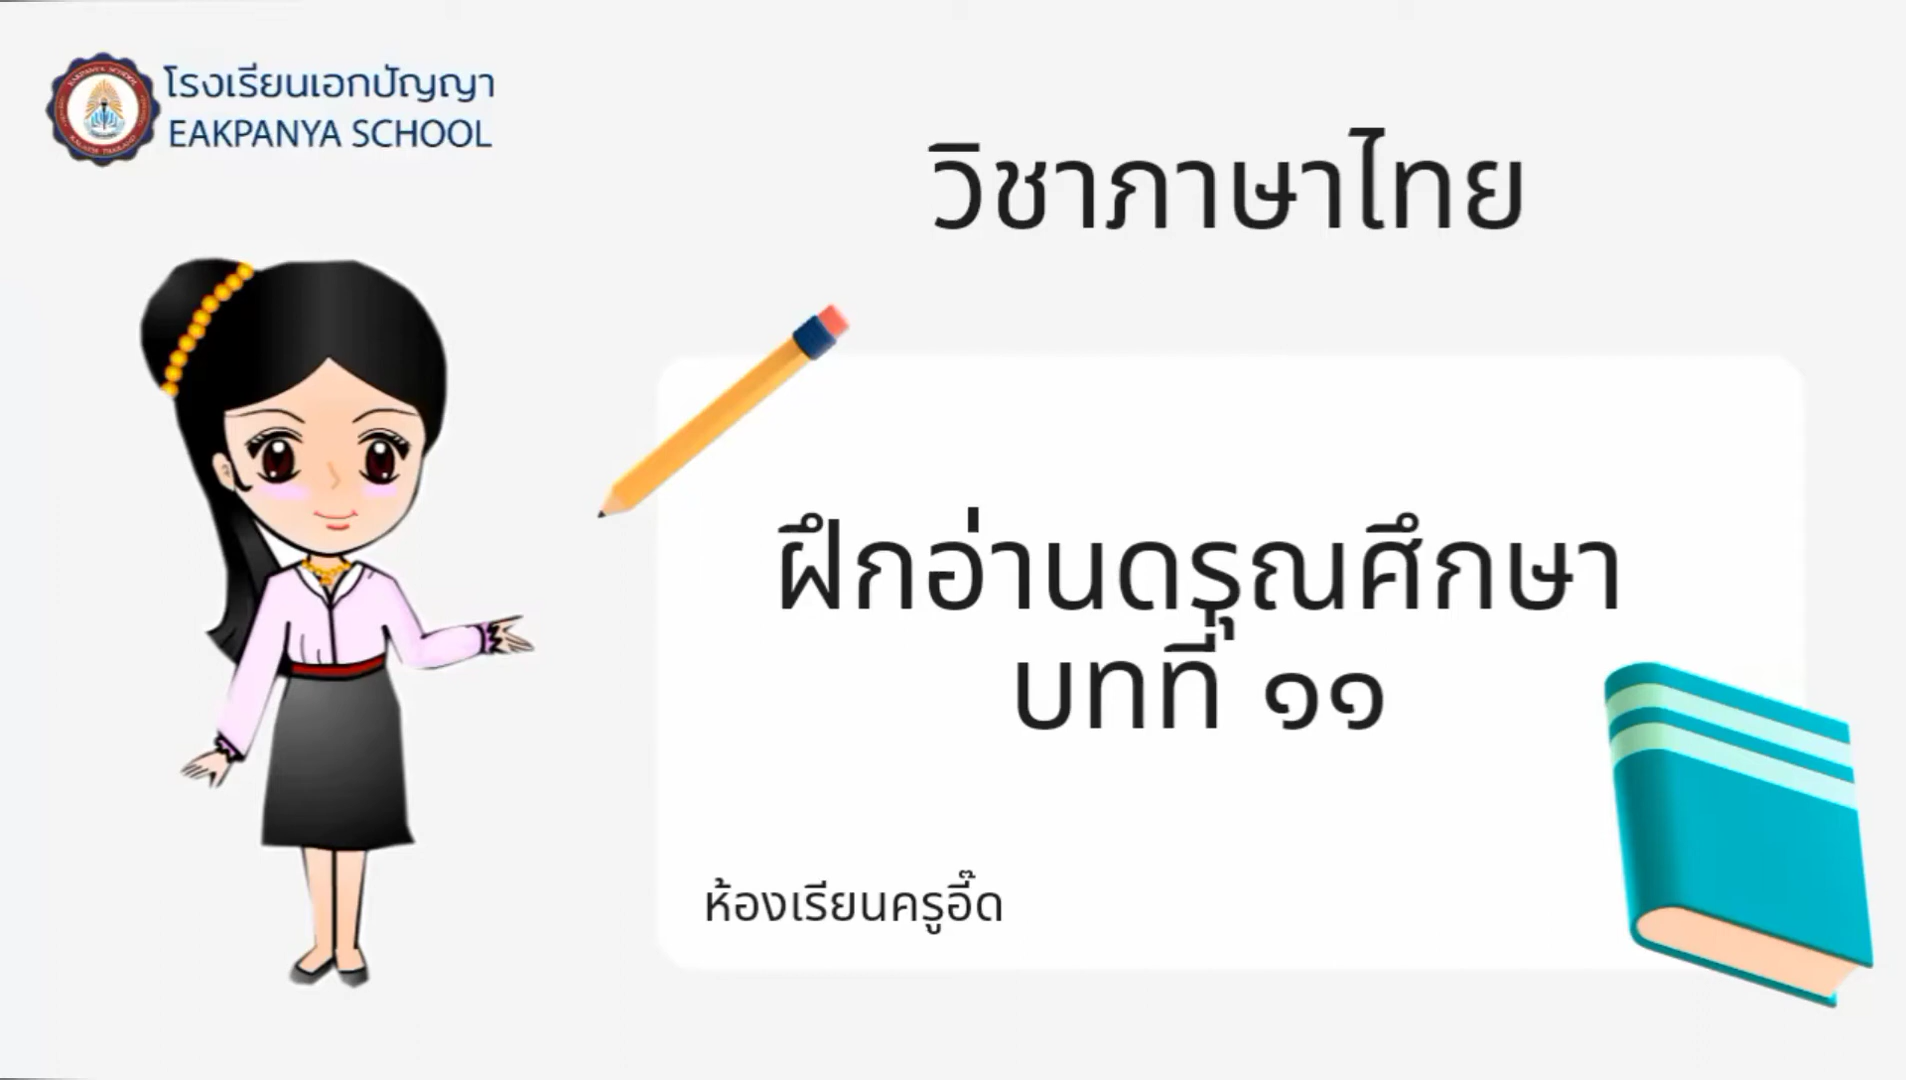 โรงเรียนเอกปัญญา
EAKPANYA SCHOOL
วิชาภาษาไทย
ฝึกอ่านดรุณศึกษา
บทที่ ๑๑
ห้องเรียนครูอี๊ด